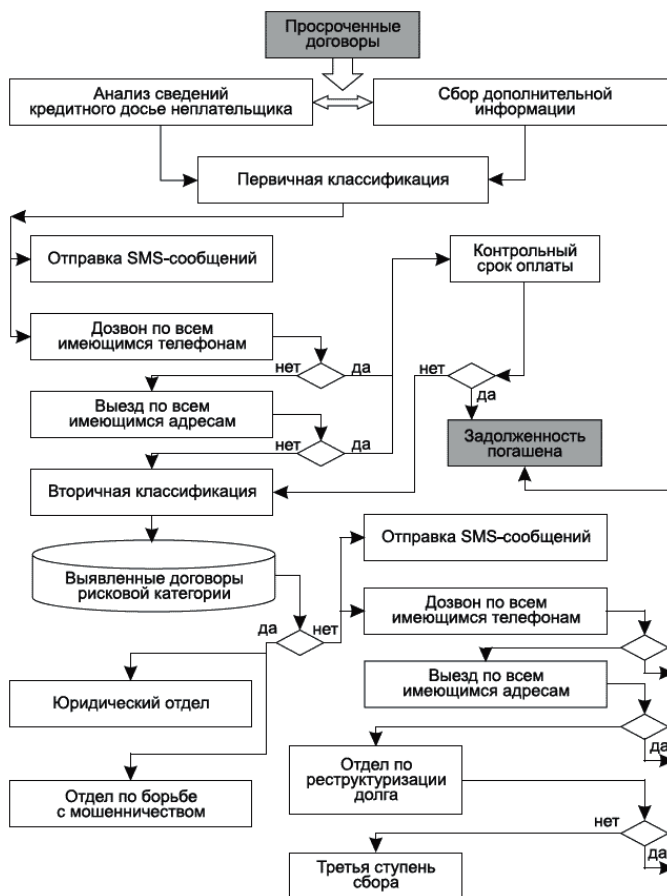 Просроченные
договоры
Анализ сведений
кредитного досье неплательщика
Сбор дополнительной
информации
Первичная классификация
Отправка SMS-сообщений
Контрольный
срок оплаты
Дозвон по всем
имеющимся телефонам
нет
да
нет
да
Выезд по всем
имеющимся адресам
нет
да
Задолженность
погашена
Вторичная классификация
Отправка SMS-сообщений
Выявленные договоры
рисковой категории
да
нет
Дозвон по всем
имеющимся телефонам
Юридический отдел
Выезд по всем
имеющимся адресам
да
Отдел по
реструктуризации
долга
Отдел по борьбе
с мошенничеством
нет
да
Третья ступень
сбора